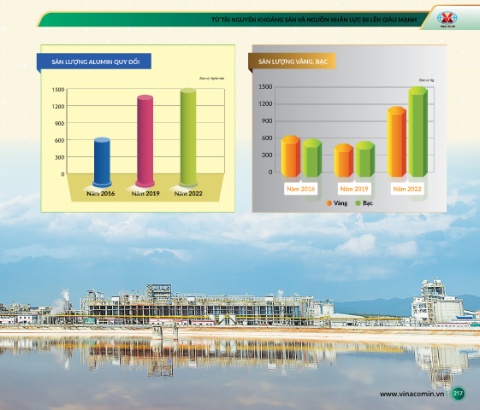 TỪ TÀI NGUYÊN KHOÁNG SẢN VÀ NGUỒN NHÂN LỰC ĐI LÊN GIÀU MẠNH
SẢN LƯỢNG ALUMIN QUY ĐỔI
1500
1200
900
600
300
0
Năm 2016 Năm 2019 Năm 2022
SẢN LƯỢNG VÀNG, BẠC
1500
1200
900
600
300
0
Năm 2016 Năm 2019 Năm 2022
Vàng Bạc
www.vinacomin.vn 217